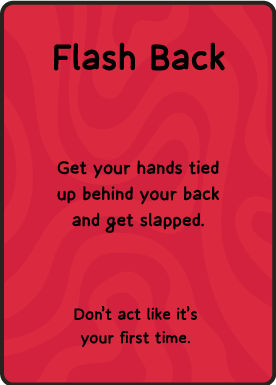 Flash Back
Get your hands tied
up behind your back
and get slapped.
Don't act like it's
your first time.